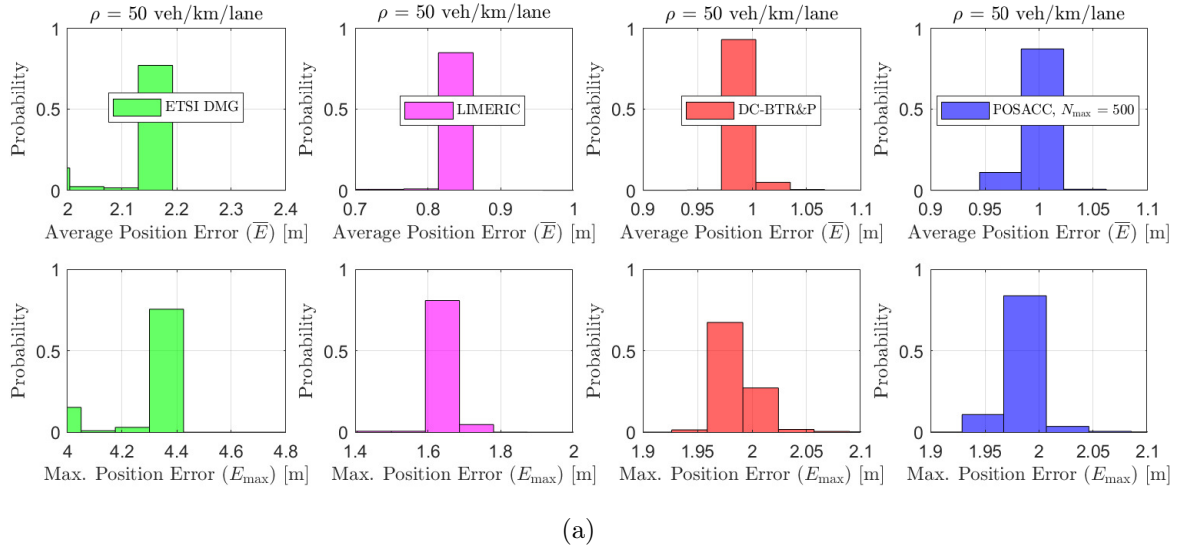 ρ = 50 veh/km/lane
Probability
1
0.5
0
ETSI DMG
2 2.1 2.2 2.3 2.4
Average Position Error (E̅) [m]
ρ = 50 veh/km/lane
Probability
1
0.5
0
LIMERIC
0.7 0.8 0.9 1
Average Position Error (E̅) [m]
ρ = 50 veh/km/lane
Probability
1
0.5
0
DC-BTR&P
0.9 0.95 1 1.05 1.1
Average Position Error (E̅) [m]
ρ = 50 veh/km/lane
Probability
1
0.5
0
POSACC, Nmax = 500
0.9 0.95 1 1.05 1.1
Average Position Error (E̅) [m]
Probability
1
0.5
0
4 4.2 4.4 4.6 4.8
Max. Position Error (Emax) [m]
Probability
1
0.5
0
1.4 1.6 1.8 2
Max. Position Error (Emax) [m]
Probability
1
0.5
0
1.9 1.95 2 2.05 2.1
Max. Position Error (Emax) [m]
Probability
1
0.5
0
1.9 1.95 2 2.05 2.1
Max. Position Error (Emax) [m]
(a)